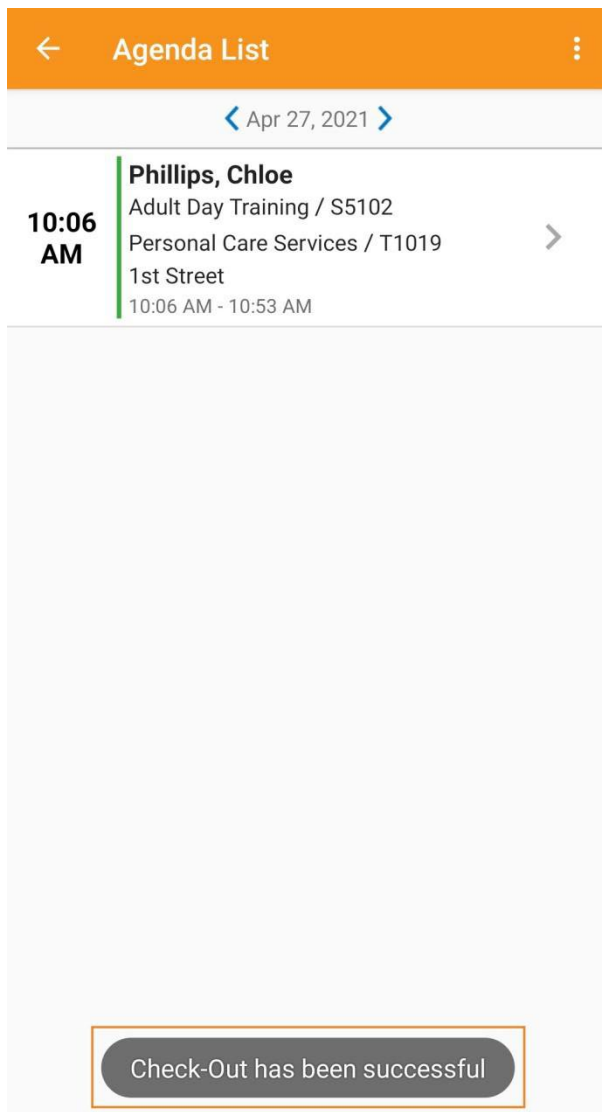 Agenda List
Apr 27, 2021
Phillips, Chloe
Adult Day Training / S5102
10:06
AM
Personal Care Services / T1019
1st Street
10:06 AM - 10:53 AM
Check-Out has been successful